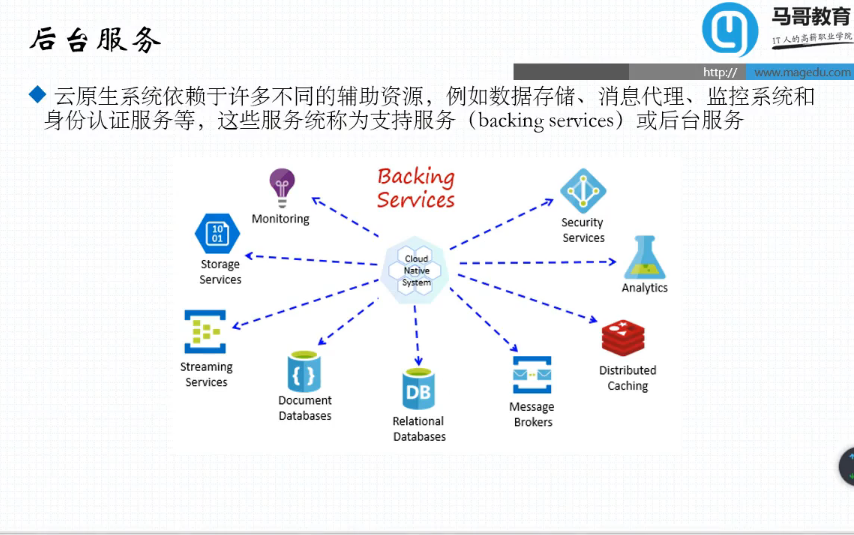 后台服务
马哥教育
IT人的高薪职业学院
http://
www.magedu.com
云原生系统依赖于许多不同的辅助资源，例如数据存储、消息代理、监控系统和
身份认证服务等，这些服务统称为支持服务（backing services）或后台服务
Backing
Services
Monitoring
Security
Services
10
01
Storage
Services
Cloud
Native
System
Analytics
Streaming
Services
{ }
Document
Databases
DB
Relational
Databases
Message
Brokers
Distributed
Caching